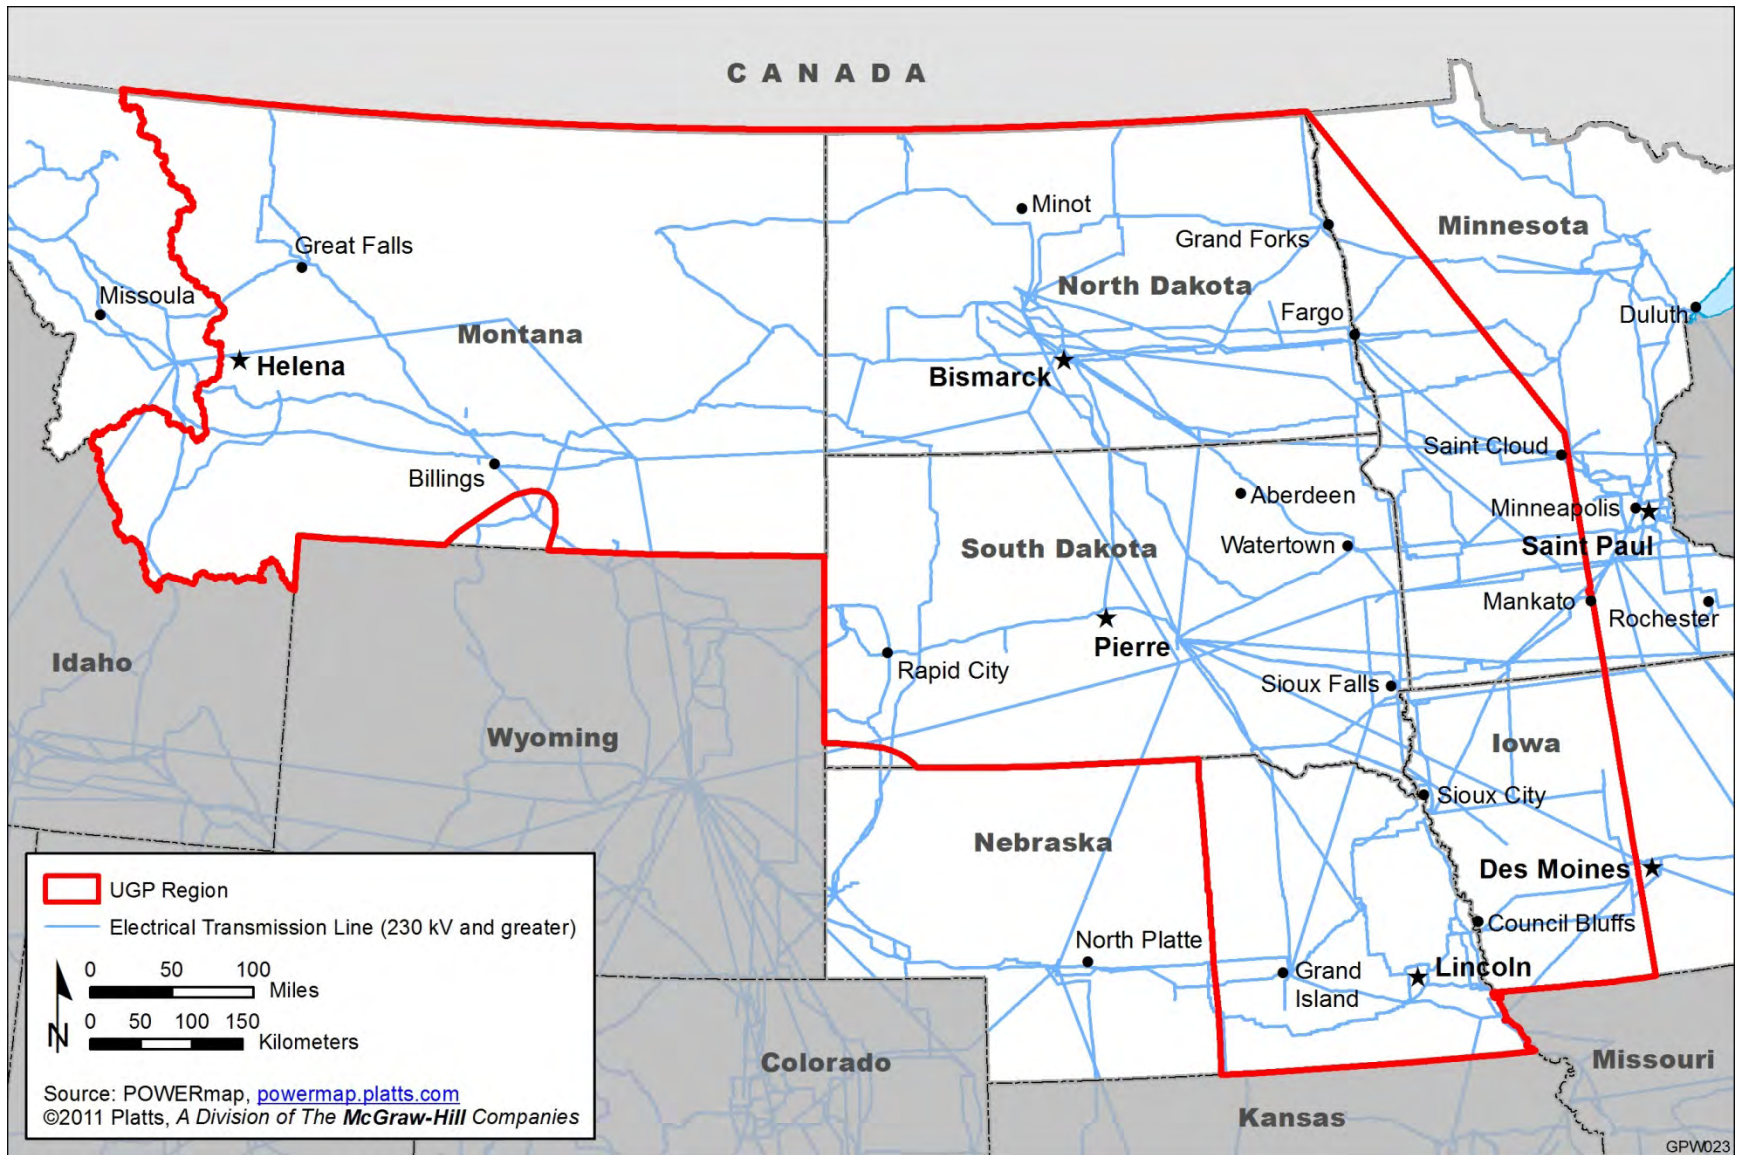 C A N A D A
Minot
Grand Forks
Minnesota
Great Falls
North Dakota
Missoula
Duluth
Fargo
Montana
Helena
Bismarck
Saint Cloud
Billings
Aberdeen
Minneapolis
South Dakota
Watertown
Saint Paul
Mankato
Rochester
Pierre
Idaho
Rapid City
Sioux Falls
Wyoming
Iowa
Sioux City
Nebraska
Des Moines
Council Bluffs
North Platte
Lincoln
Grand
Island
Colorado
Missouri
Kansas
UGP Region
Electrical Transmission Line (230 kV and greater)
0 50 100
Miles
0 50 100 150
Kilometers
N
Source: POWERmap, powermap.platts.com
©2011 Platts, A Division of The McGraw-Hill Companies
GPW023